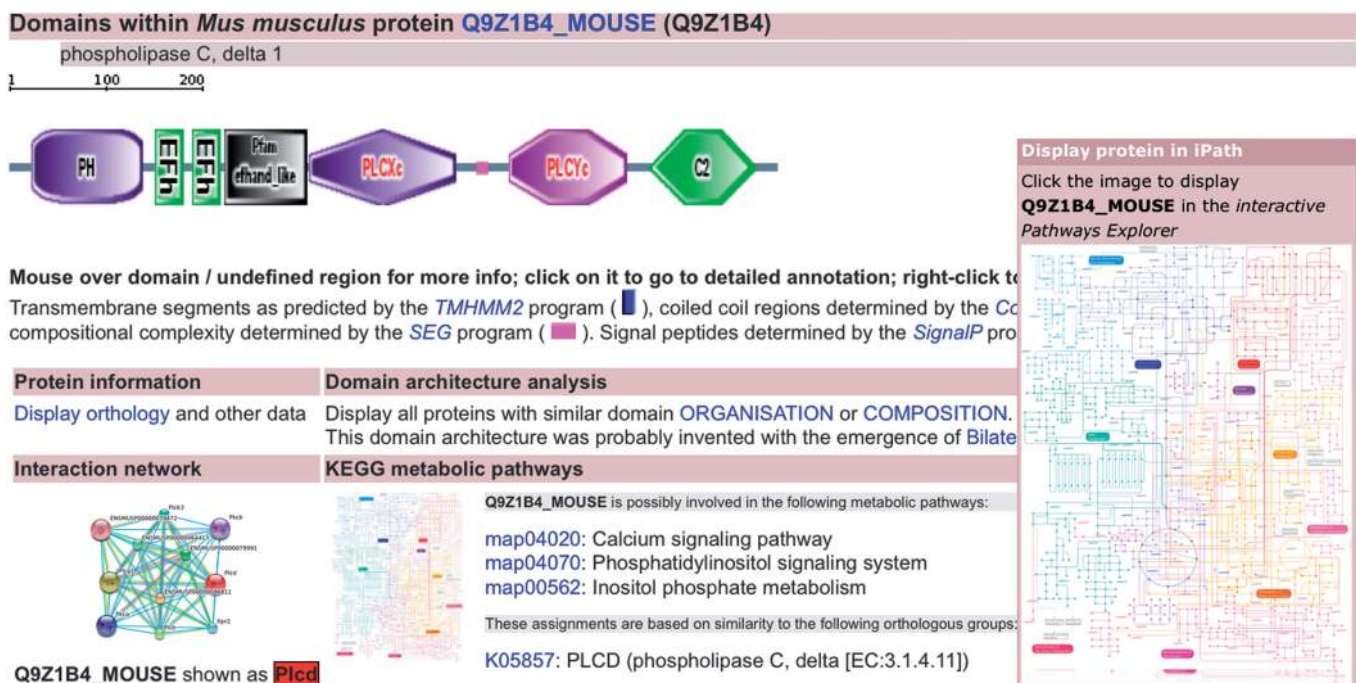 Domains within Mus musculus protein Q9Z1B4_MOUSE (Q9Z1B4)
phospholipase C, delta 1
1 100 200
PH
EFh
EFh
Pfam
efhand_like
PLCXc
PLCYc
C2
Display protein in iPath
Click the image to display
Q9Z1B4_MOUSE in the interactive
Pathways Explorer
Mouse over domain / undefined region for more info; click on it to go to detailed annotation; right-click to
Transmembrane segments as predicted by the TMHMM2 program ( ), coiled coil regions determined by the Co
compositional complexity determined by the SEG program ( ). Signal peptides determined by the SignalP pro
Protein information
Display orthology and other data
Domain architecture analysis
Display all proteins with similar domain ORGANISATION or COMPOSITION.
This domain architecture was probably invented with the emergence of Bilate
Interaction network
Plcb3
Plcb
Plcd
Q9Z1B4_MOUSE shown as Plcd
KEGG metabolic pathways
Q9Z1B4_MOUSE is possibly involved in the following metabolic pathways:
map04020: Calcium signaling pathway
map04070: Phosphatidylinositol signaling system
map00562: Inositol phosphate metabolism
These assignments are based on similarity to the following orthologous groups:
K05857: PLCD (phospholipase C, delta [EC:3.1.4.11])